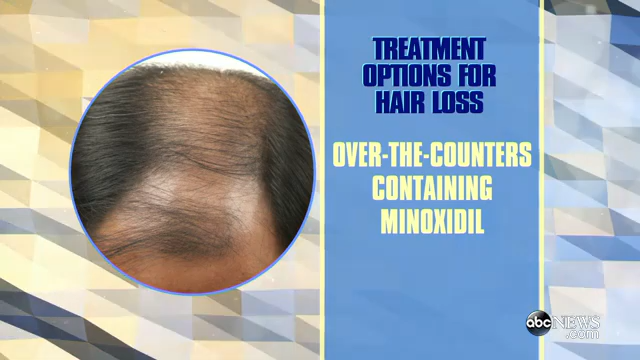 TREATMENT
OPTIONS FOR
HAIR LOSS
OVER-THE-COUNTERS
CONTAINING
MINOXIDIL
abcNEWS
.com